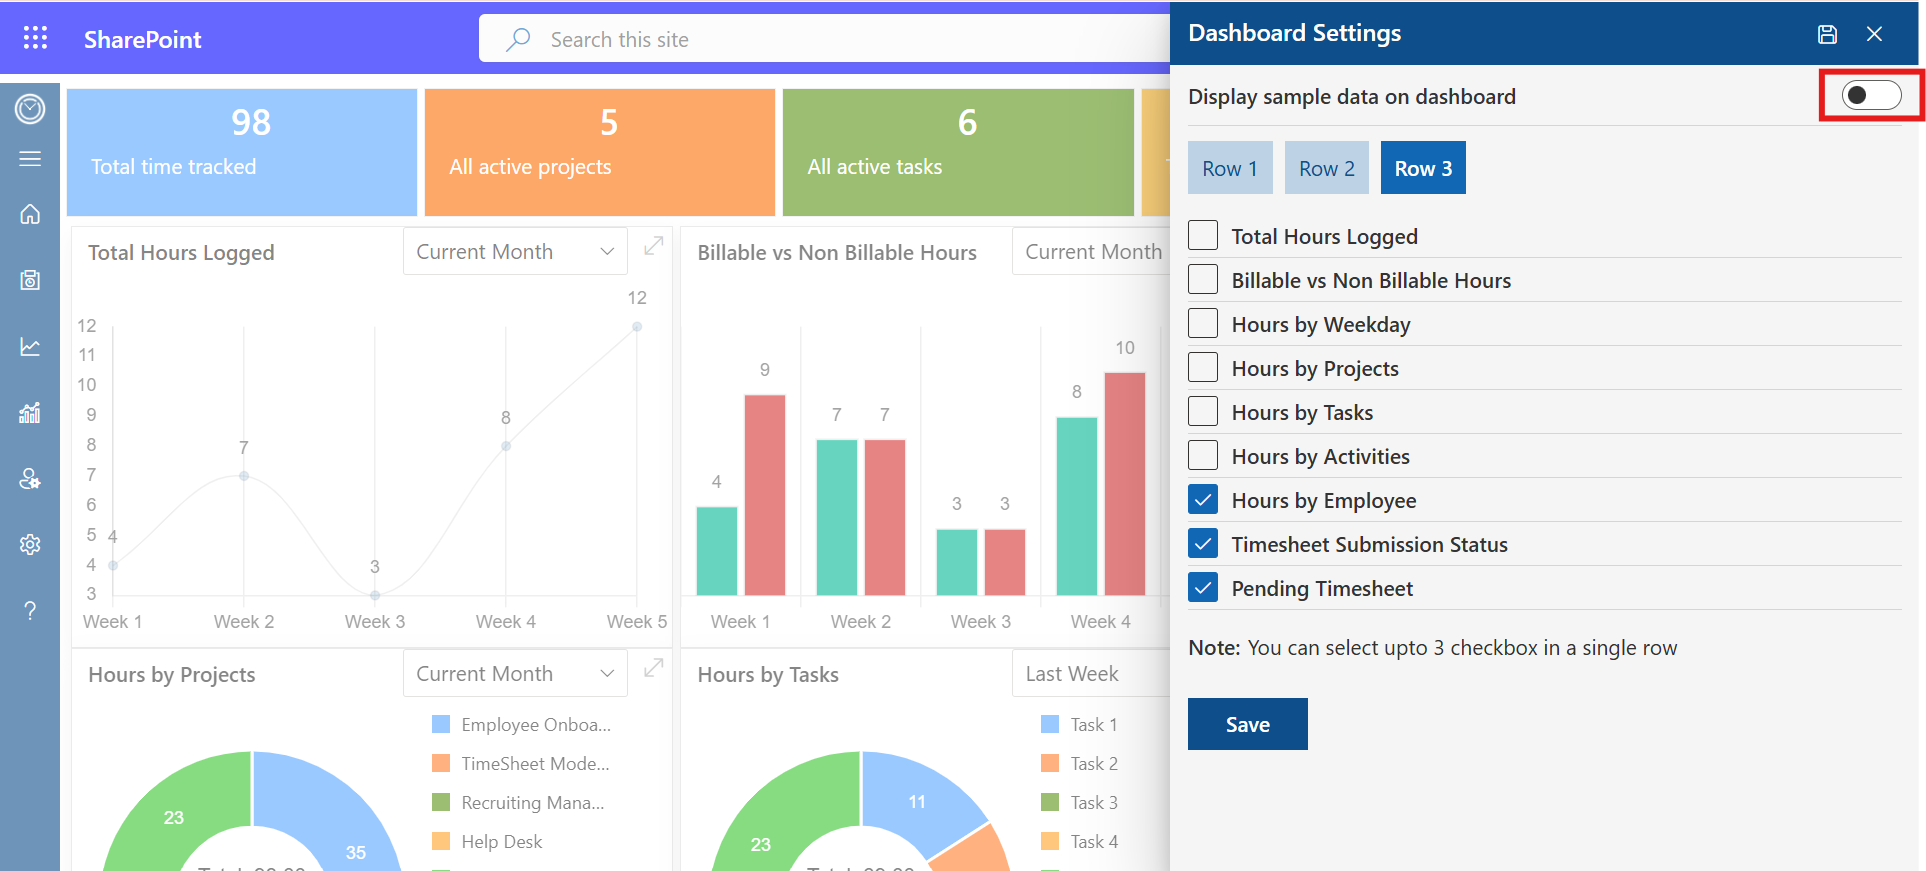 SharePoint
Search this site
98
Total time tracked
5
All active projects
6
All active tasks
Total Hours Logged
Current Month
12
11
10
9
8
7
6
5
4
3
4
7
3
8
12
Week 1
Week 2
Week 3
Week 4
Week 5
Billable vs Non Billable Hours
Current Month
4
9
7
7
3
3
8
10
Week 1
Week 2
Week 3
Week 4
Hours by Projects
Current Month
23
35
Employee Onboa...
TimeSheet Mode...
Recruiting Mana...
Help Desk
Hours by Tasks
Last Week
23
11
Task 1
Task 2
Task 3
Task 4
Dashboard Settings
Display sample data on dashboard
Row 1
Row 2
Row 3
Total Hours Logged
Billable vs Non Billable Hours
Hours by Weekday
Hours by Projects
Hours by Tasks
Hours by Activities
Hours by Employee
Timesheet Submission Status
Pending Timesheet
Note: You can select upto 3 checkbox in a single row
Save